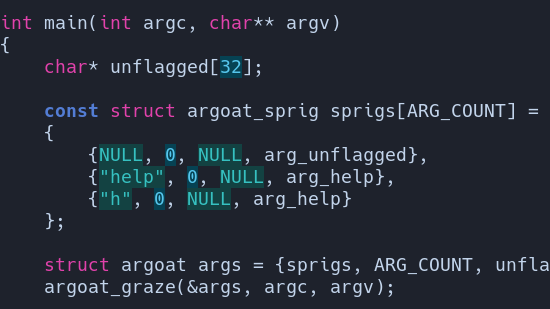 int main(int argc, char** argv)
{
    char* unflagged[32];

    const struct argoat_sprig sprigs[ARG_COUNT] =
    {
        {NULL, 0, NULL, arg_unflagged},
        {"help", 0, NULL, arg_help},
        {"h", 0, NULL, arg_help}
    };

    struct argoat args = {sprigs, ARG_COUNT, unfla
    argoat_graze(&args, argc, argv);